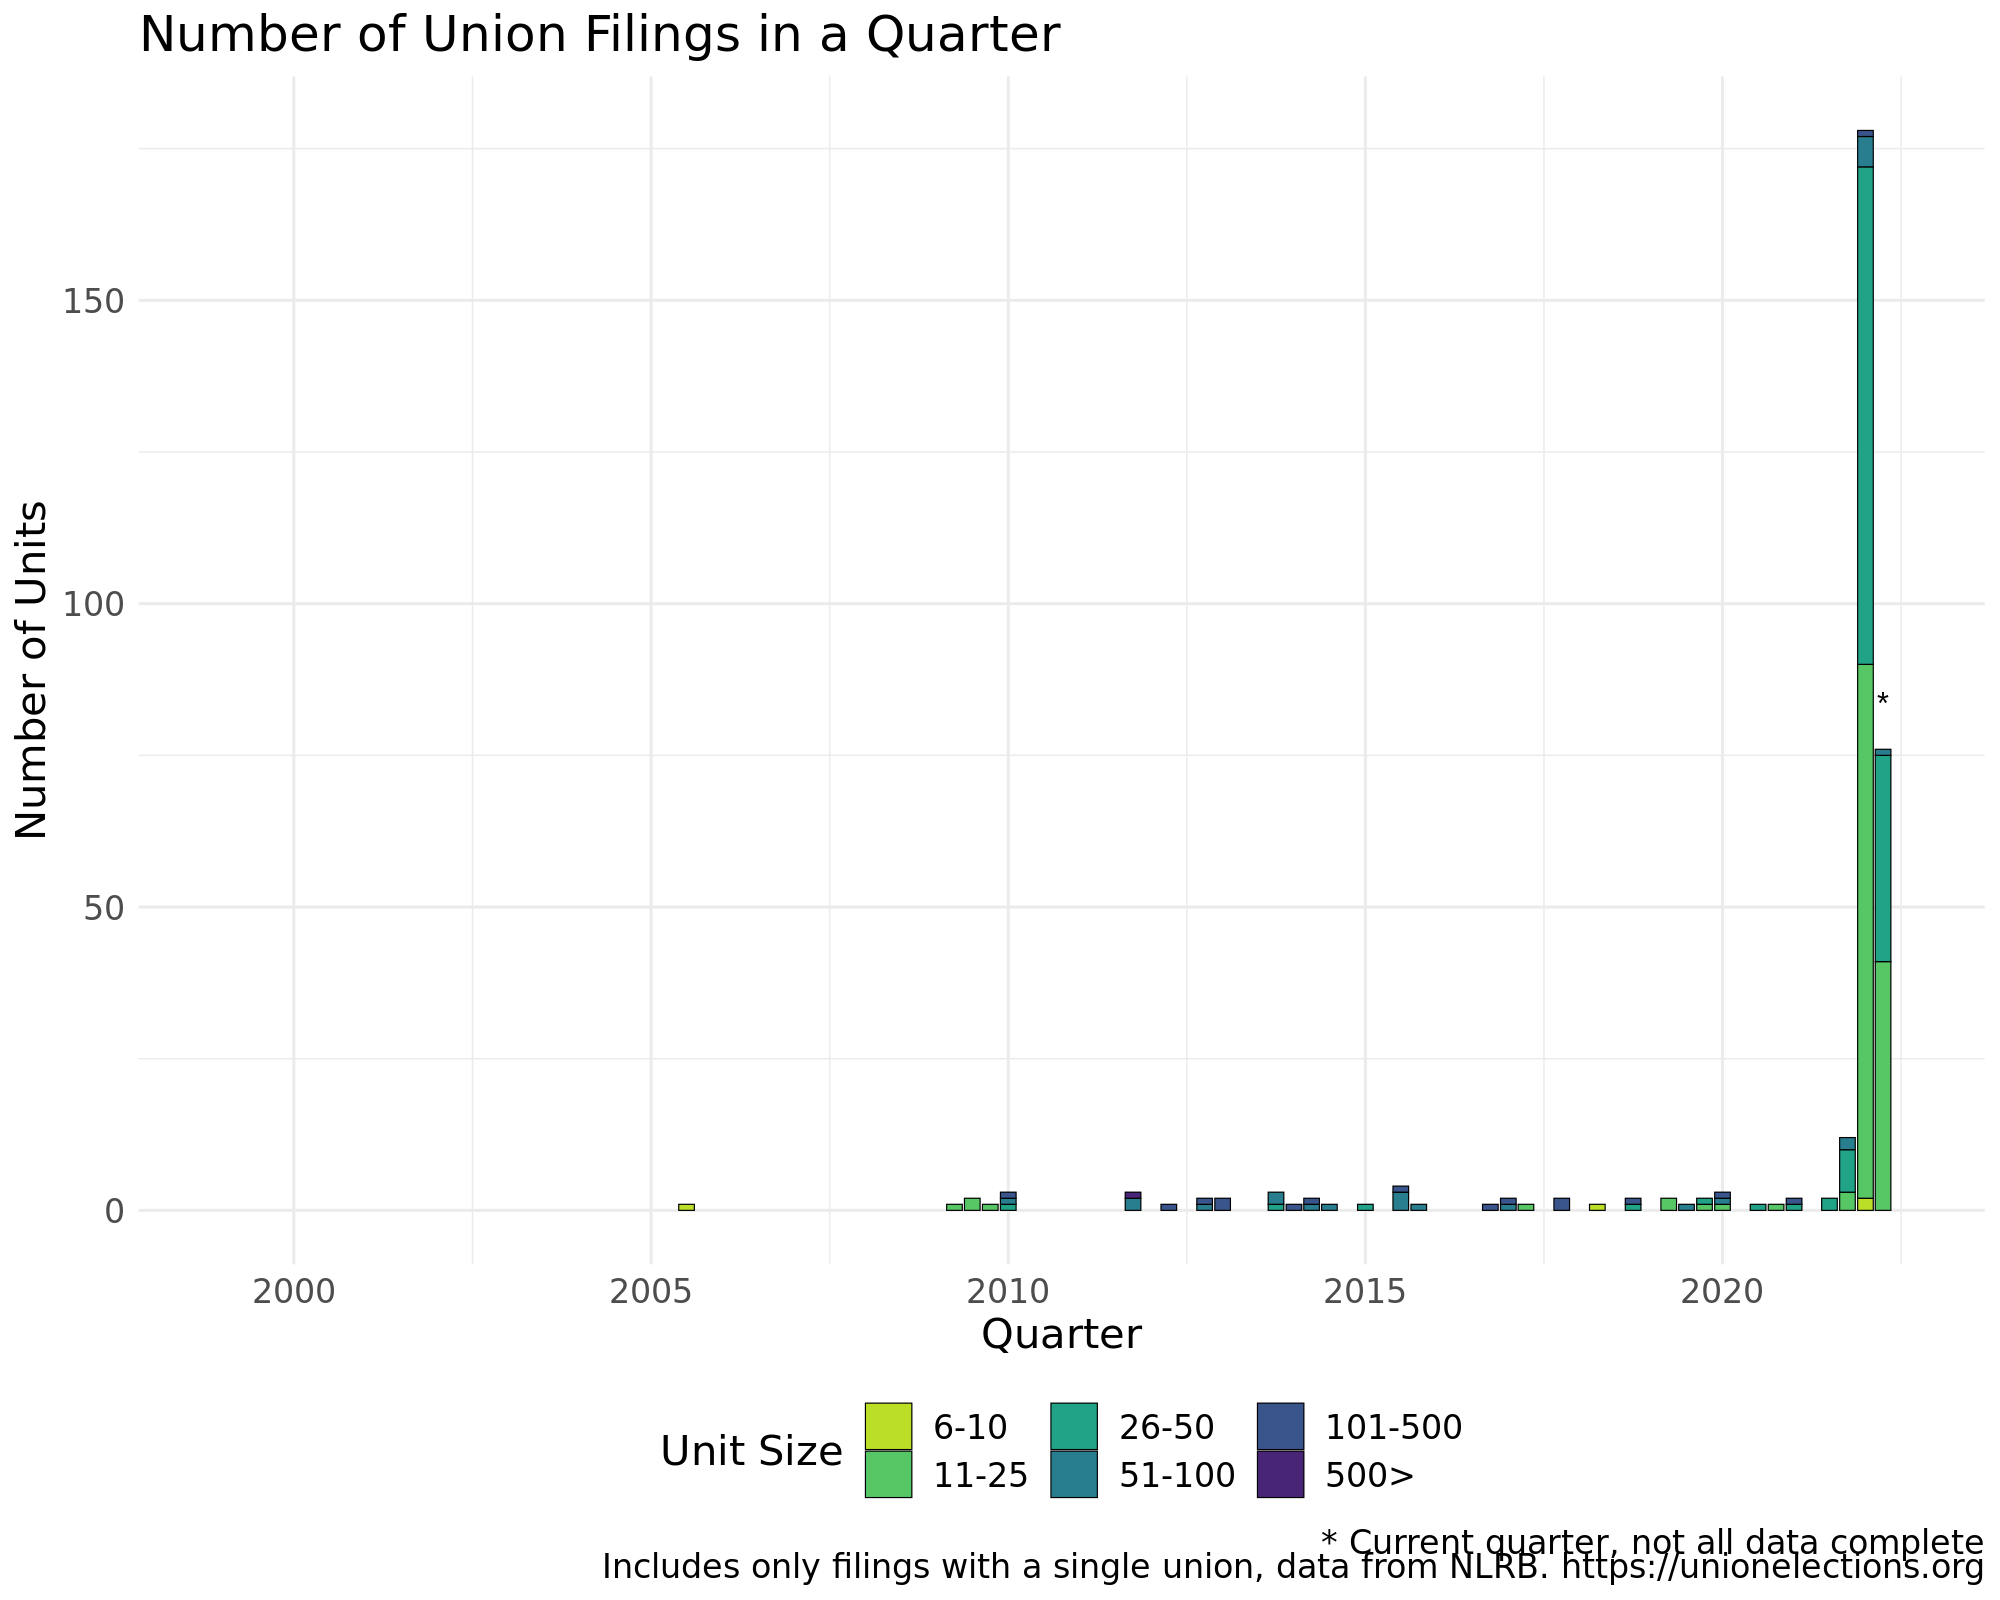 Number of Union Filings in a Quarter
Number of Units
150
100
50
0
*
2000 2005 2010 2015 2020
Quarter
Unit Size
6-10 26-50 101-500
11-25 51-100 500>
* Current quarter, not all data complete
Includes only filings with a single union, data from NLRB. https://unionelections.org